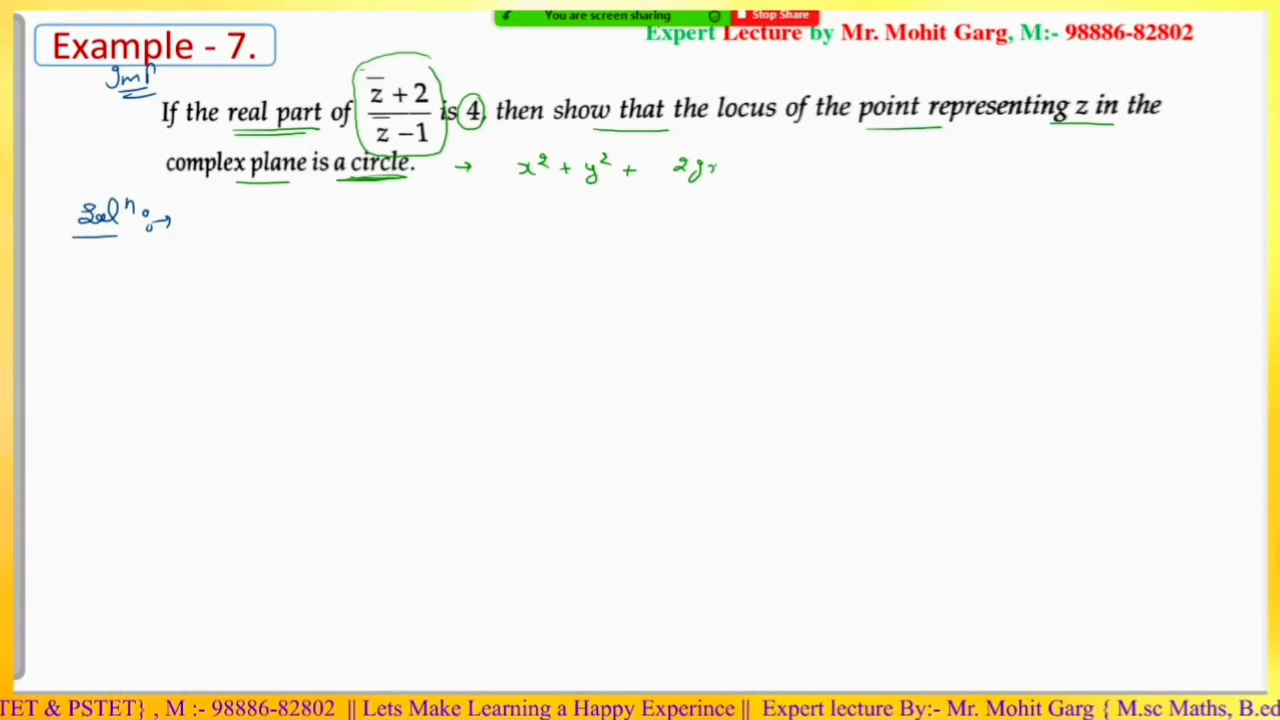 You are screen sharing Stop Share
Example - 7.
Expert Lecture by Mr. Mohit Garg, M:- 98886-82802
Imp
If the real part of (z̅ + 2)/(z̅ − 1) is 4, then show that the locus of the point representing z in the
complex plane is a circle. → x² + y² + 2g
Solⁿ :→
TET & PSTET} , M :- 98886-82802 || Lets Make Learning a Happy Experince || Expert lecture By:- Mr. Mohit Garg { M.sc Maths, B.ed